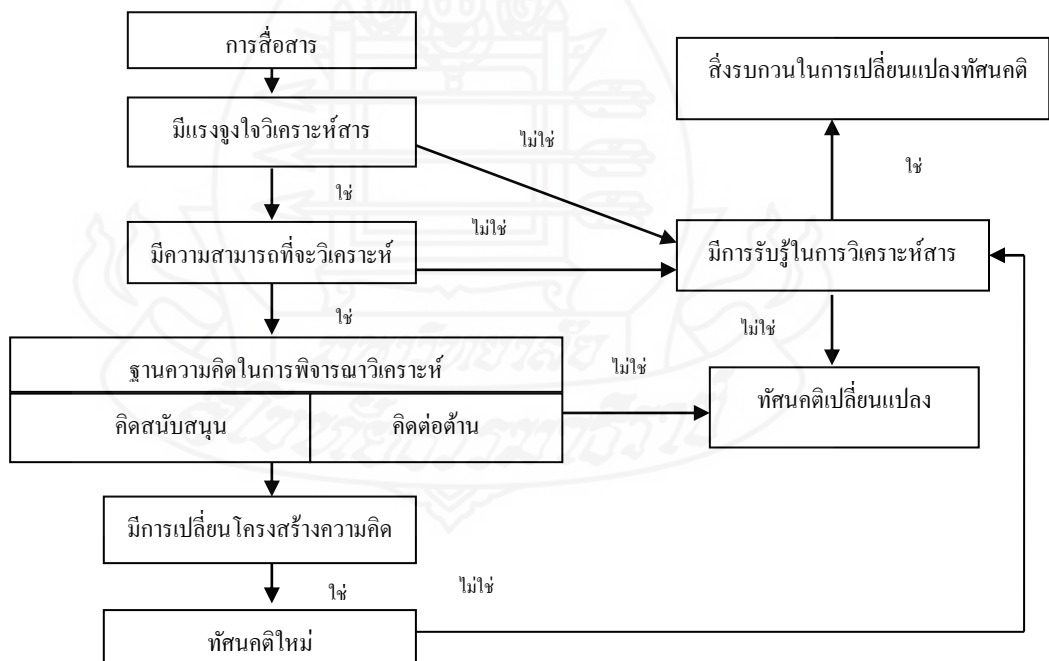 การสื่อสาร
สิ่งรบกวนในการเปลี่ยนแปลงทัศนคติ
มีแรงจูงใจวิเคราะห์สาร
ไม่ใช่
ใช่
ใช่
ไม่ใช่
มีความสามารถที่จะวิเคราะห์
มีการรับรู้ในการวิเคราะห์สาร
ใช่
ไม่ใช่
ฐานความคิดในการพิจารณาวิเคราะห์
ไม่ใช่
คิดสนับสนุน
คิดต่อต้าน
ทัศนคติเปลี่ยนแปลง
มีการเปลี่ยนโครงสร้างความคิด
ใช่
ไม่ใช่
ทัศนคติใหม่